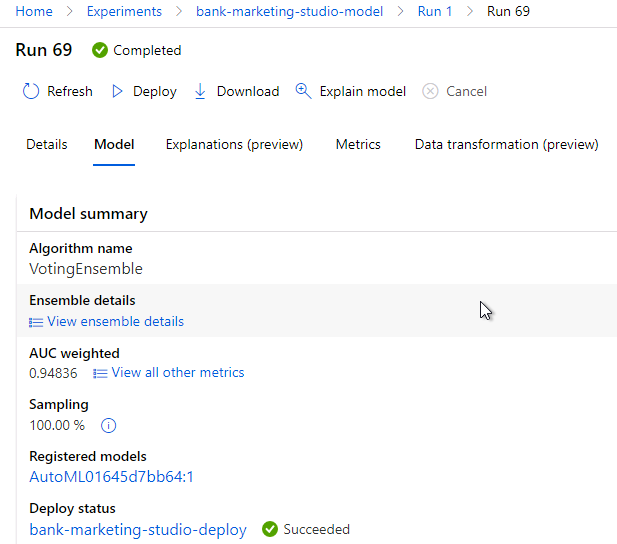 Home > Experiments > bank-marketing-studio-model > Run 1 > Run 69
Run 69 Completed
Refresh Deploy Download Explain model Cancel
Details Model Explanations (preview) Metrics Data transformation (preview)
Model summary
Algorithm name
VotingEnsemble
Ensemble details
View ensemble details
AUC weighted
0.94836 View all other metrics
Sampling
100.00 %
Registered models
AutoML01645d7bb64:1
Deploy status
bank-marketing-studio-deploy Succeeded